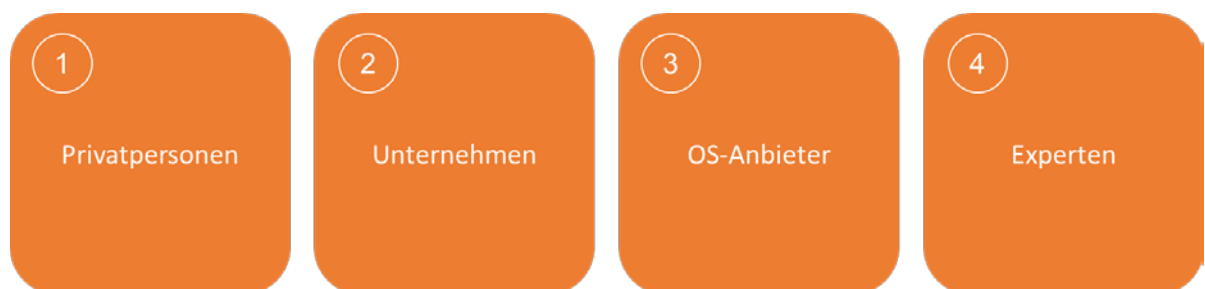 1
Privatpersonen
2
Unternehmen
3
OS-Anbieter
4
Experten